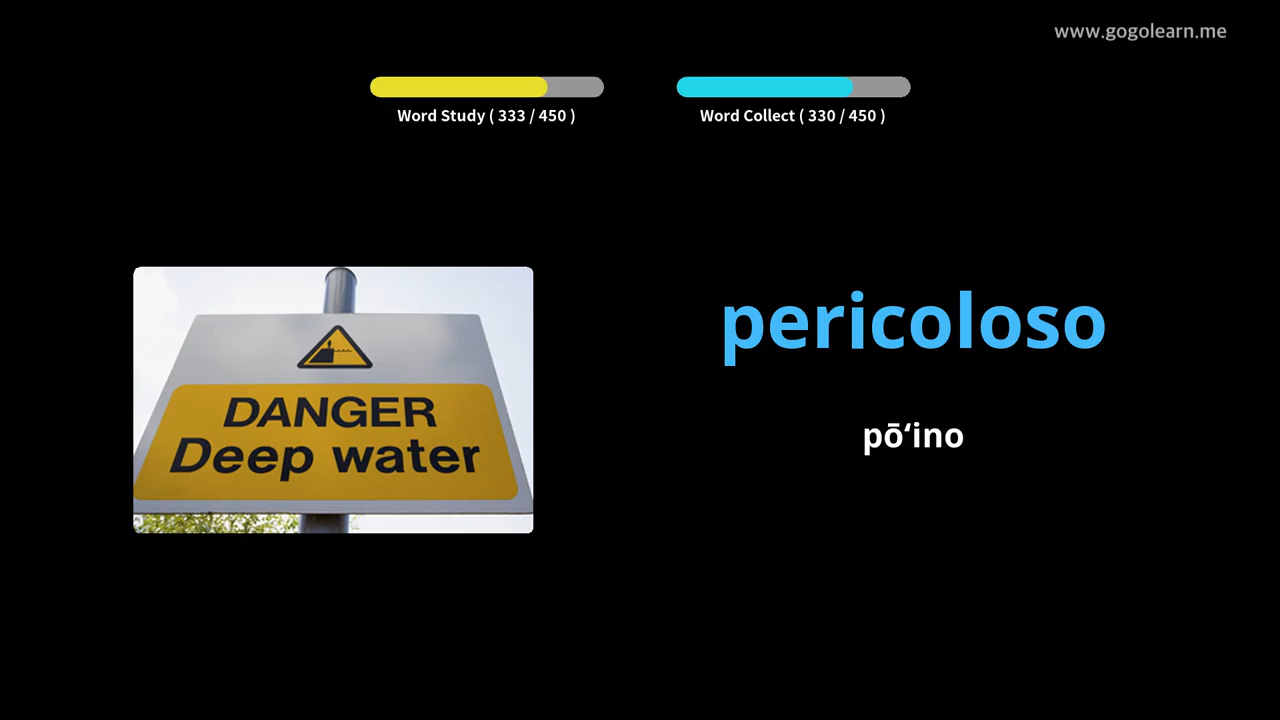 www.gogolearn.me
Word Study ( 333 / 450 )
Word Collect ( 330 / 450 )
DANGER
Deep water
pericoloso
pōʻino